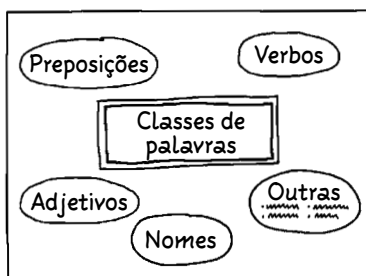 Preposições
Verbos
Classes de
palavras
Adjetivos
Outras
Nomes